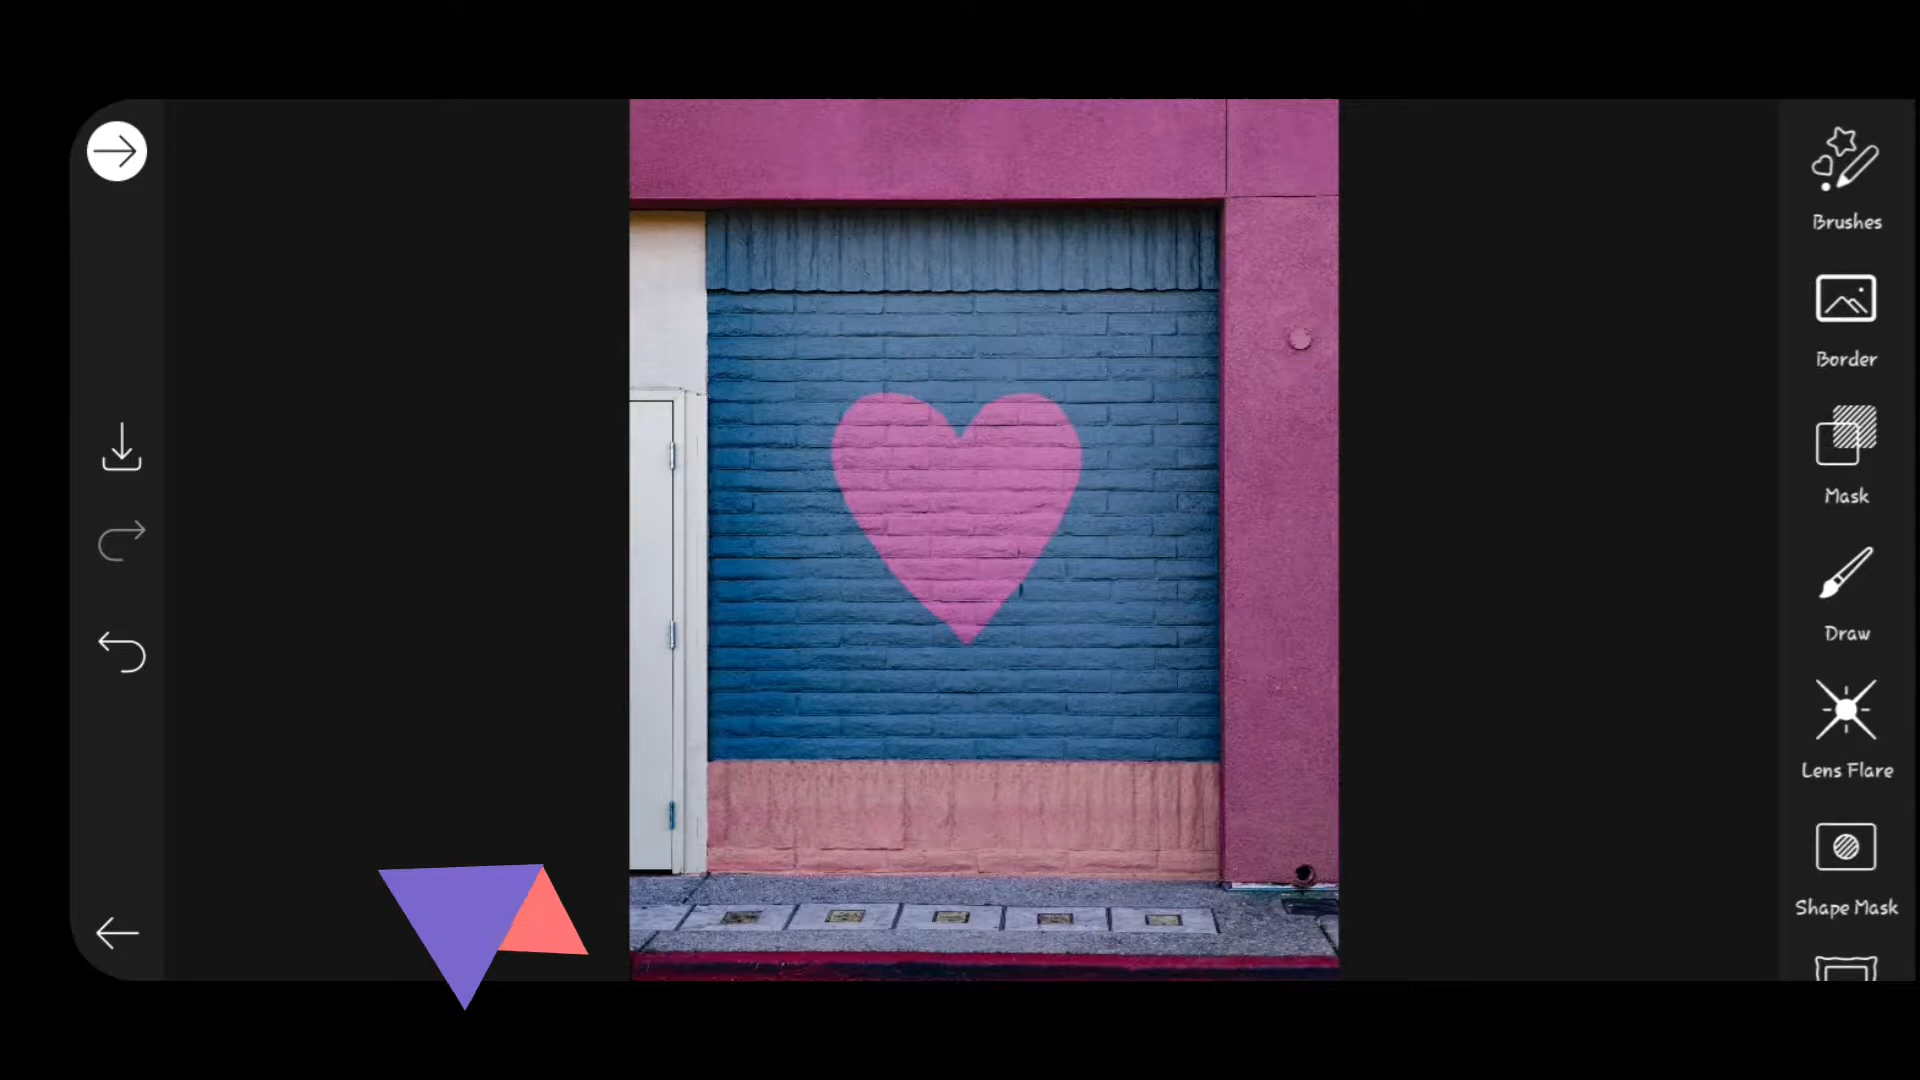 Brushes
Border
Mask
Draw
Lens Flare
Shape Mask